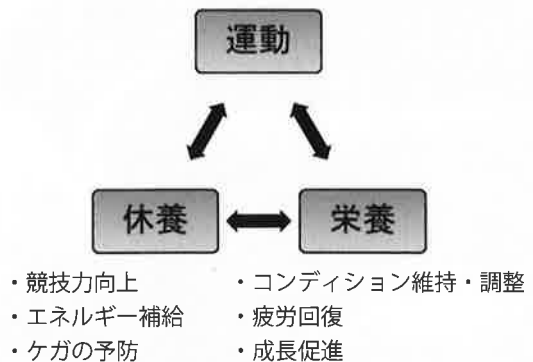 運動
休養
栄養
・競技力向上
・エネルギー補給
・ケガの予防
・コンディション維持・調整
・疲労回復
・成長促進